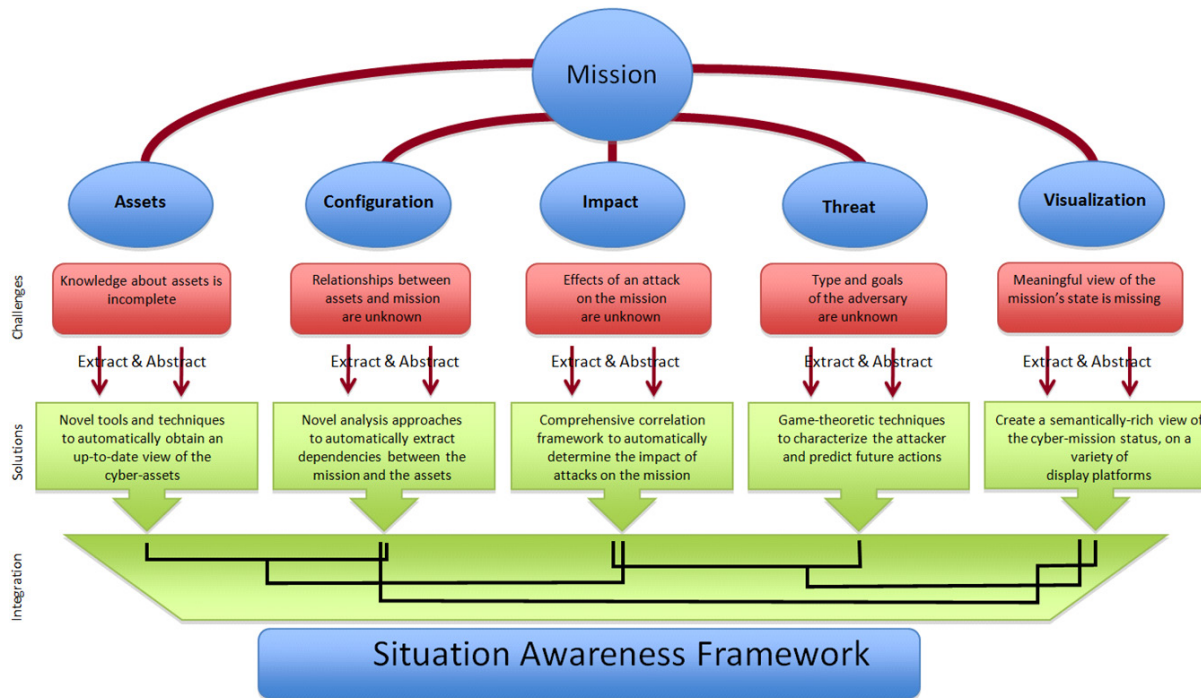 Mission
Assets
Configuration
Impact
Threat
Visualization
Challenges
Knowledge about assets is
incomplete
Relationships between
assets and mission
are unknown
Effects of an attack
on the mission
are unknown
Type and goals
of the adversary
are unknown
Meaningful view of the
mission's state is missing
Extract & Abstract
Extract & Abstract
Extract & Abstract
Extract & Abstract
Extract & Abstract
Solutions
Novel tools and techniques
to automatically obtain an
up-to-date view of the
cyber-assets
Novel analysis approaches
to automatically extract
dependencies between the
mission and the assets
Comprehensive correlation
framework to automatically
determine the impact of
attacks on the mission
Game-theoretic techniques
to characterize the attacker
and predict future actions
Create a semantically-rich view of
the cyber-mission status, on a
variety of
display platforms
Integration
Situation Awareness Framework